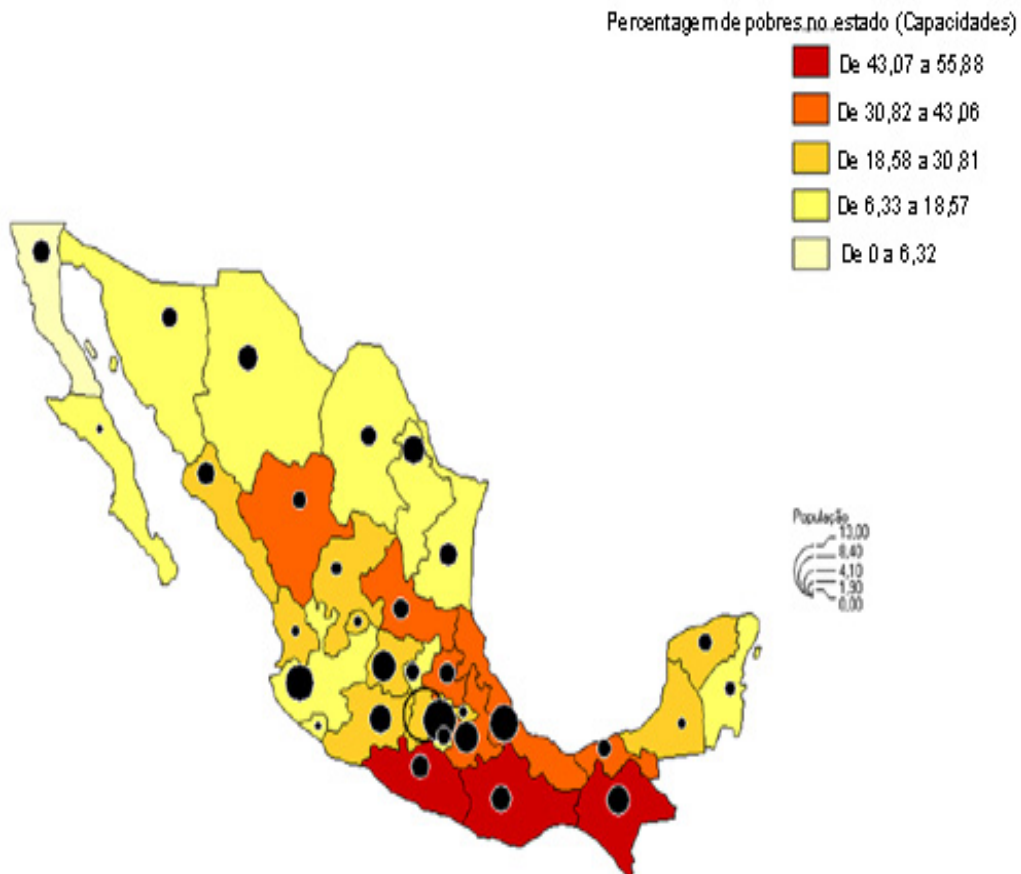 Percentagem de pobres no estado (Capacidades)
De 43,07 a 55,88
De 30,82 a 43,06
De 18,58 a 30,81
De 6,33 a 18,57
De 0 a 6,32
População
13,00
8,40
4,10
1,30
0,00